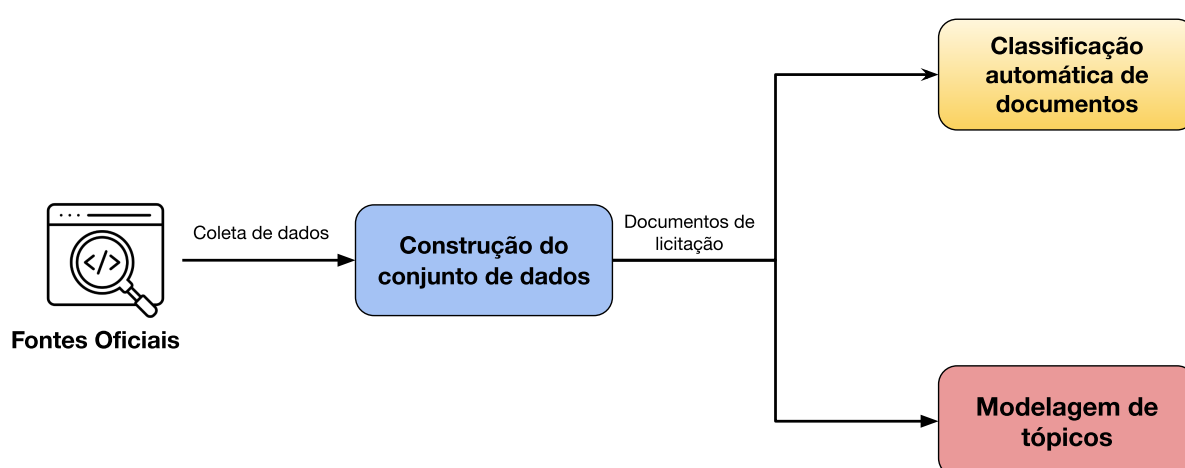 Classificação
automática de
documentos
Coleta de dados
Documentos de
licitação
Construção do
conjunto de dados
</>
Fontes Oficiais
Modelagem de
tópicos